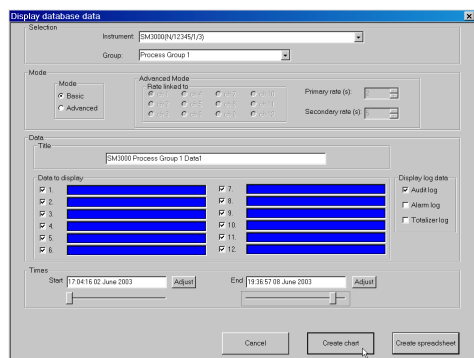 Display database data
Selection
Instrument: SM3000(N/12345/1/3)
Group: Process Group 1
Mode
Mode
Basic
Advanced
Advanced Mode
Rate linked to
Primary rate (s):
Secondary rate (s):
Data
Title
SM3000 Process Group 1 Data1
Data to display
1.
2.
3.
4.
5.
6.
7.
8.
9.
10.
11.
12.
Display log data
Audit log
Alarm log
Totalizer log
Times
Start 17:04:16 02 June 2003 Adjust
End 19:36:57 08 June 2003 Adjust
Cancel
Create chart
Create spreadsheet